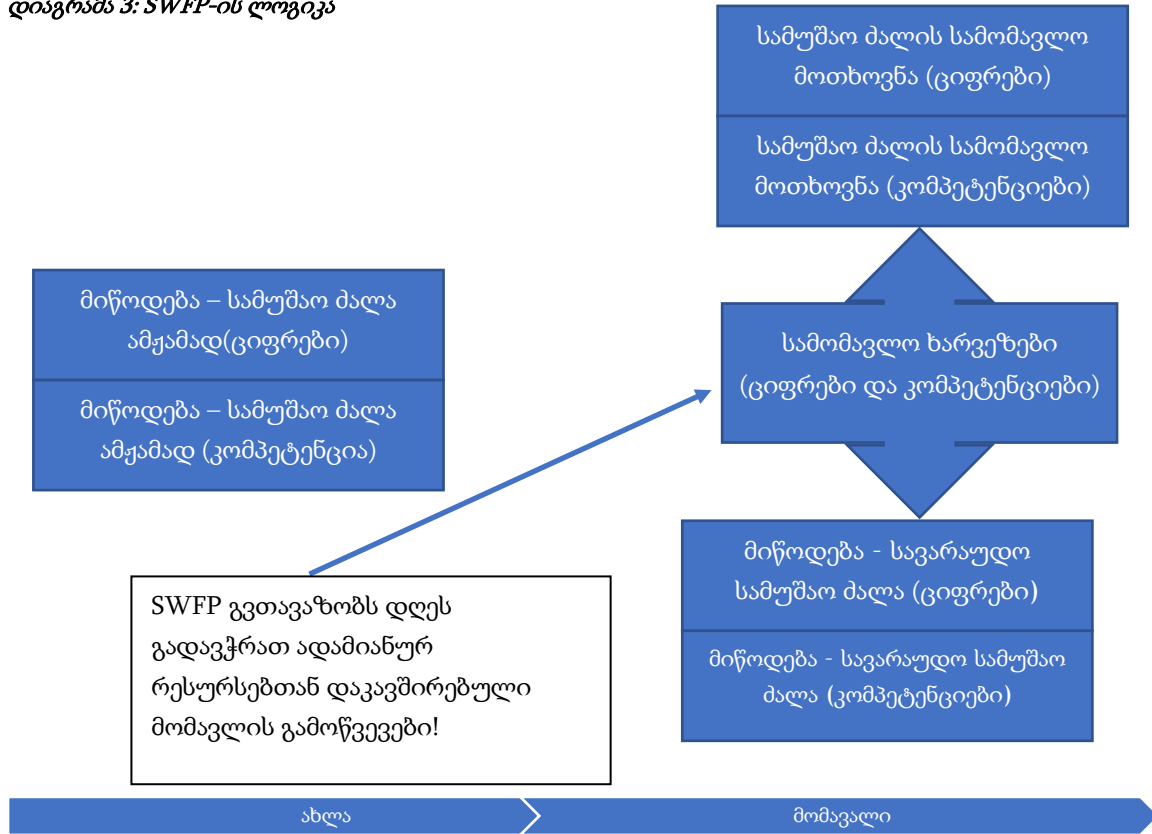 დიაგრამა 3: SWFP-ის ლოგიკა
სამუშაო ძალის სამომავლო
მოთხოვნა (ციფრები)
სამუშაო ძალის სამომავლო
მოთხოვნა (კომპეტენციები)
მიწოდება – სამუშაო ძალა
ამჟამად(ციფრები)
მიწოდება – სამუშაო ძალა
ამჟამად (კომპეტენცია)
სამომავლო ხარვეზები
(ციფრები და კომპეტენციები)
მიწოდება - სავარაუდო
სამუშაო ძალა (ციფრები)
მიწოდება - სავარაუდო სამუშაო
ძალა (კომპეტენციები)
SWFP გვთავაზობს დღეს
გადავჭრათ ადამიანურ
რესურსებთან დაკავშირებული
მომავლის გამოწვევები!
ახლა
მომავალი